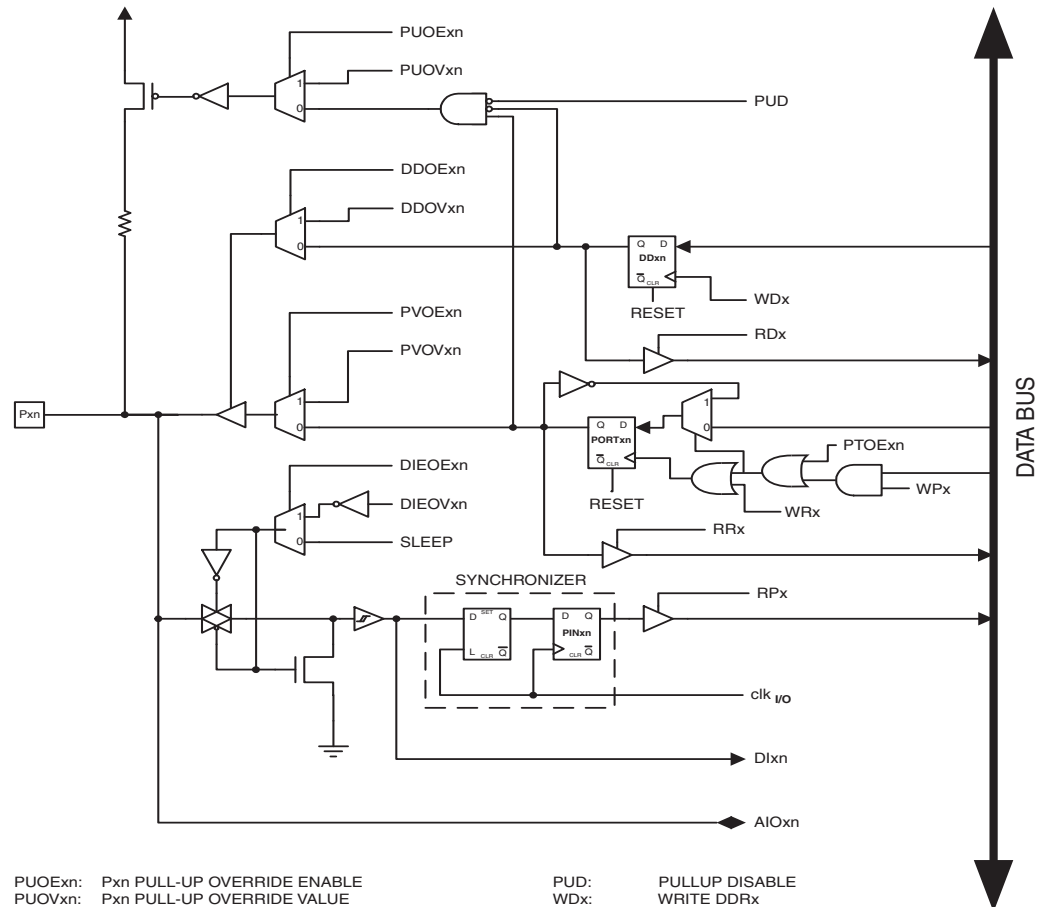 PUOExn
PUOVxn
1
0
PUD
DDOExn
DDOVxn
1
0
Q D
DDxn
Q CLR
WDx
RESET
RDx
PVOExn
PVOVxn
1
0
Pxn
1
0
Q D
PORTxn
Q CLR
PTOExn
WPx
RESET
WRx
RRx
DATA BUS
DIEOExn
DIEOVxn
1
0
SLEEP
SYNCHRONIZER
RPx
D SET Q
L CLR Q
D Q
PINxn
CLR Q
clk I/O
DIxn
AIOxn
PUOExn: Pxn PULL-UP OVERRIDE ENABLE
PUOVxn: Pxn PULL-UP OVERRIDE VALUE
PUD: PULLUP DISABLE
WDx: WRITE DDRx